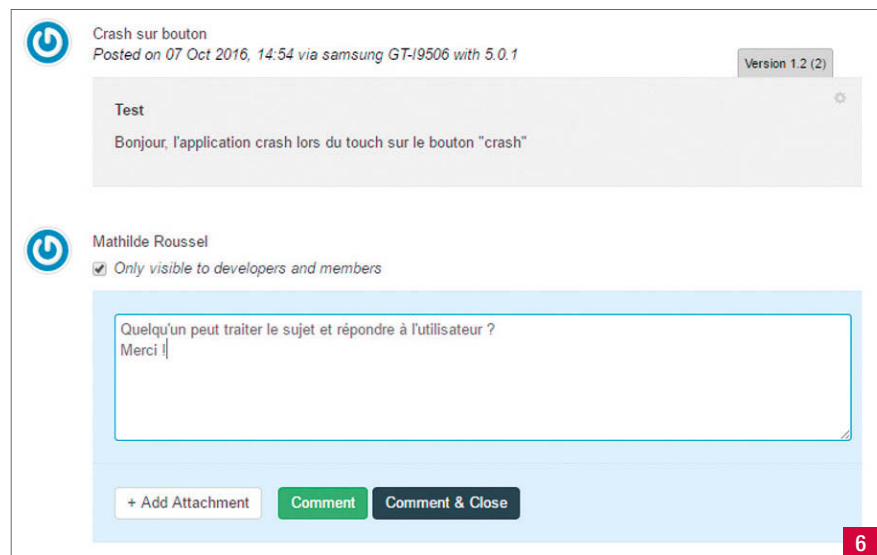 Crash sur bouton
Posted on 07 Oct 2016, 14:54 via samsung GT-I9506 with 5.0.1
Version 1.2 (2)
Test
Bonjour, l'application crash lors du touch sur le bouton "crash"
Mathilde Roussel
Only visible to developers and members
Quelqu'un peut traiter le sujet et répondre à l'utilisateur ?
Merci !
+ Add Attachment
Comment
Comment & Close
6